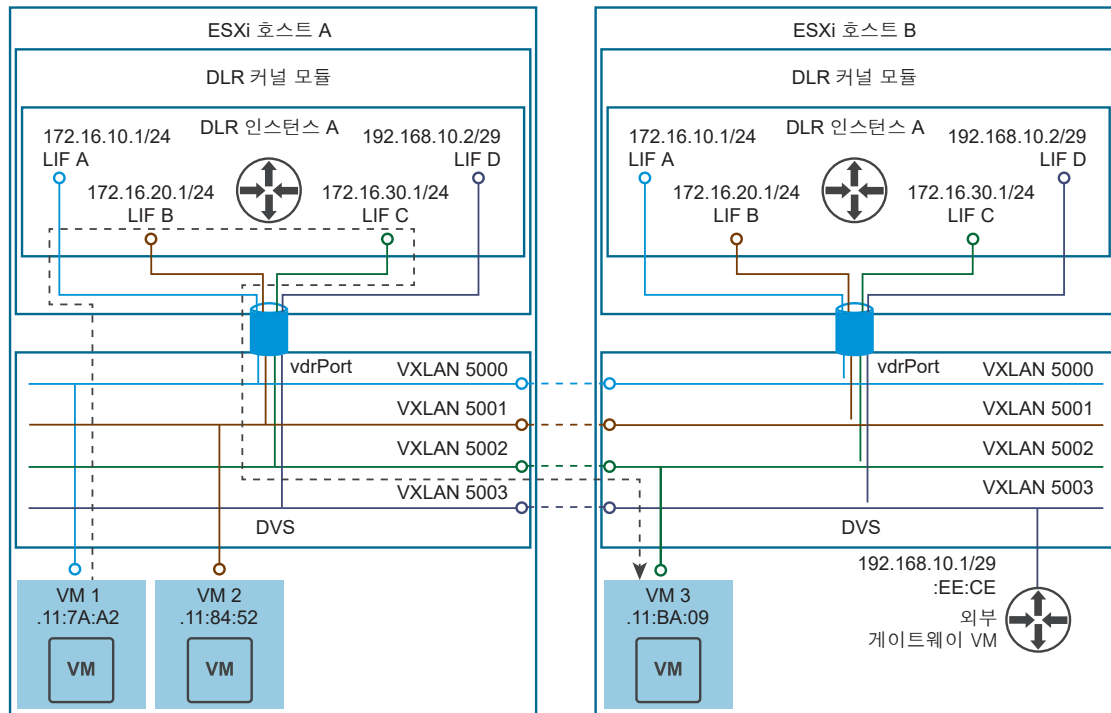 ESXi 호스트 A
DLR 커널 모듈
DLR 인스턴스 A
172.16.10.1/24
LIF A
192.168.10.2/29
LIF D
172.16.20.1/24
LIF B
172.16.30.1/24
LIF C
vdrPort
VXLAN 5000
VXLAN 5001
VXLAN 5002
VXLAN 5003
DVS
VM 1
.11:7A:A2
VM
VM 2
.11:84:52
VM
ESXi 호스트 B
DLR 커널 모듈
DLR 인스턴스 A
172.16.10.1/24
LIF A
192.168.10.2/29
LIF D
172.16.20.1/24
LIF B
172.16.30.1/24
LIF C
vdrPort
VXLAN 5000
VXLAN 5001
VXLAN 5002
VXLAN 5003
DVS
VM 3
.11:BA:09
VM
192.168.10.1/29
:EE:CE
외부
게이트웨이 VM